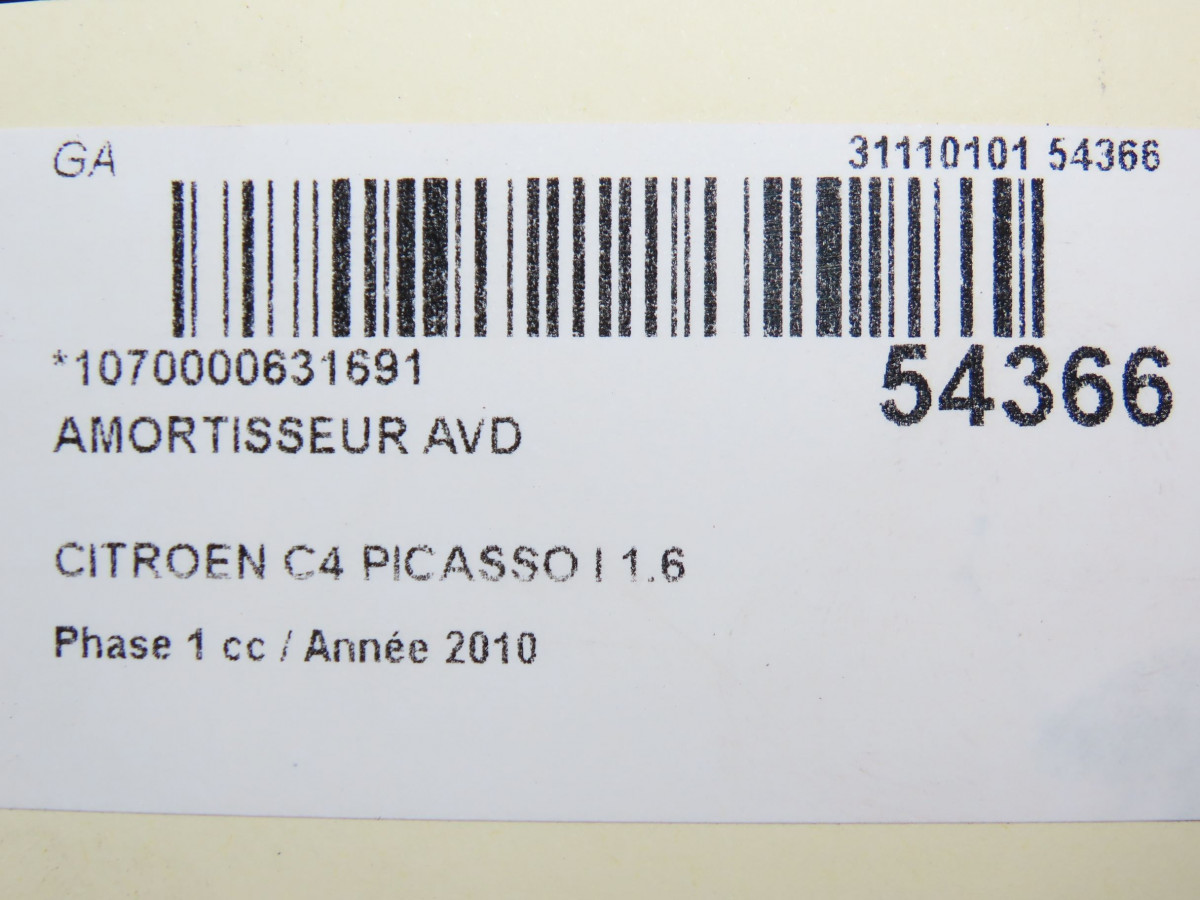 GA 31110101 54366
*1070000631691 54366
AMORTISSEUR AVD
CITROEN C4 PICASSO I 1.6
Phase 1 cc / Année 2010